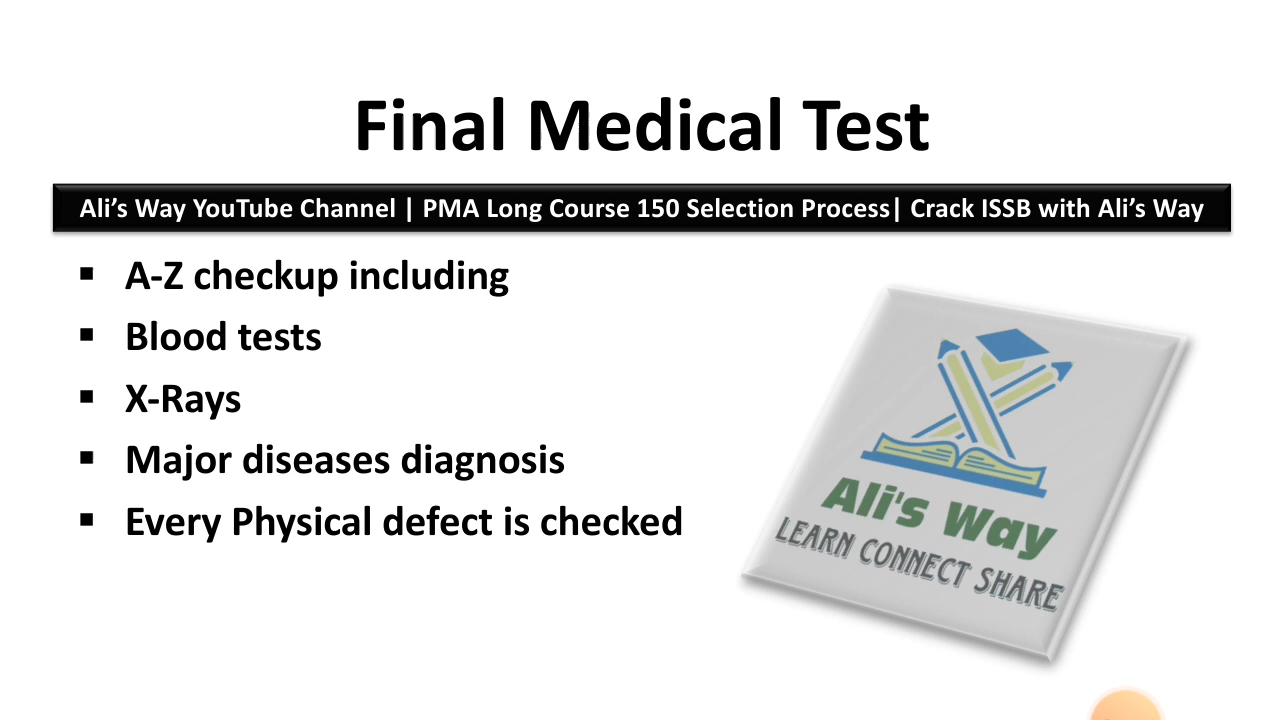 Final Medical Test
Ali’s Way YouTube Channel | PMA Long Course 150 Selection Process| Crack ISSB with Ali’s Way
▪ A-Z checkup including
▪ Blood tests
▪ X-Rays
▪ Major diseases diagnosis
▪ Every Physical defect is checked
Ali's Way
LEARN CONNECT SHARE